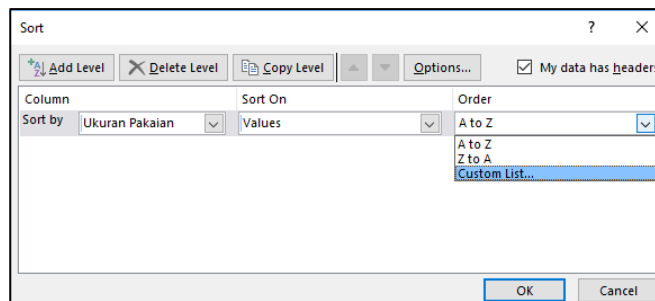 Sort ?
Add Level Delete Level Copy Level Options... My data has headers
Column Sort On Order
Sort by Ukuran Pakaian Values A to Z
A to Z
Z to A
Custom List...
OK Cancel